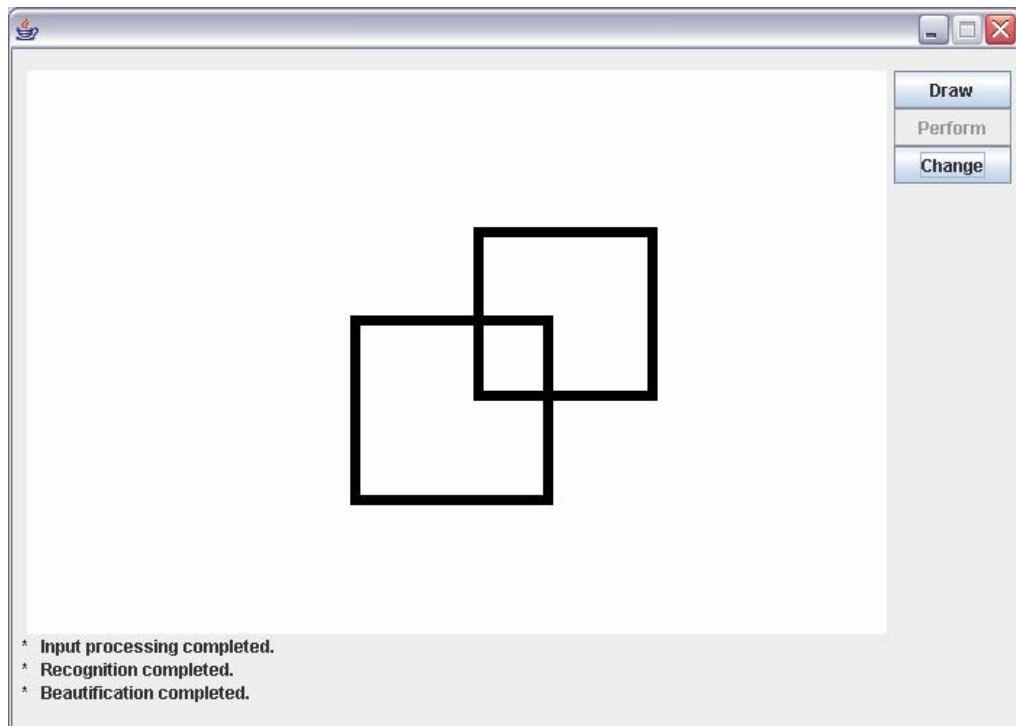 Draw
Perform
Change
* Input processing completed.
* Recognition completed.
* Beautification completed.